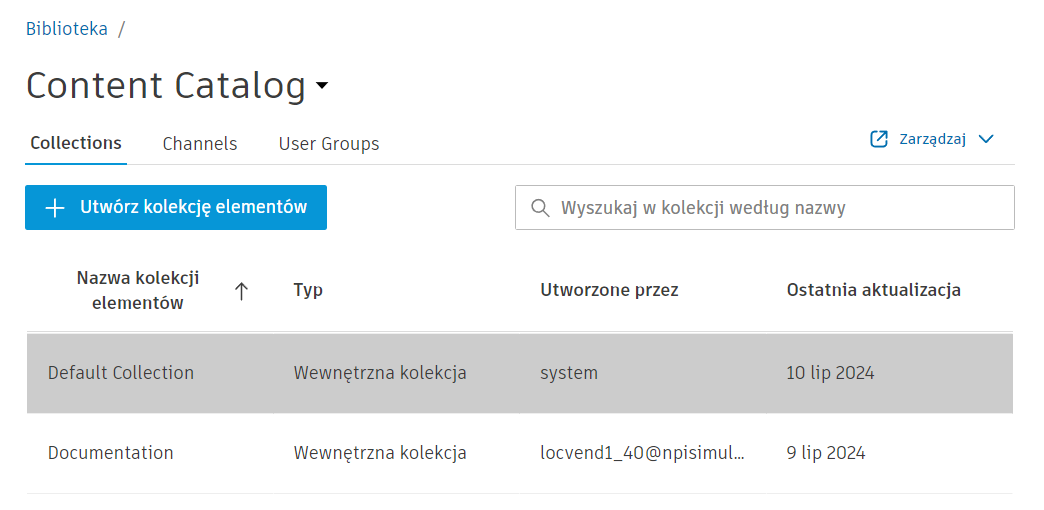 Biblioteka /
Content Catalog
Collections Channels User Groups Zarządzaj
Utwórz kolekcję elementów Wyszukaj w kolekcji według nazwy
Nazwa kolekcji elementów Typ Utworzone przez Ostatnia aktualizacja
Default Collection Wewnętrzna kolekcja system 10 lip 2024
Documentation Wewnętrzna kolekcja locvend1_40@npisimul... 9 lip 2024